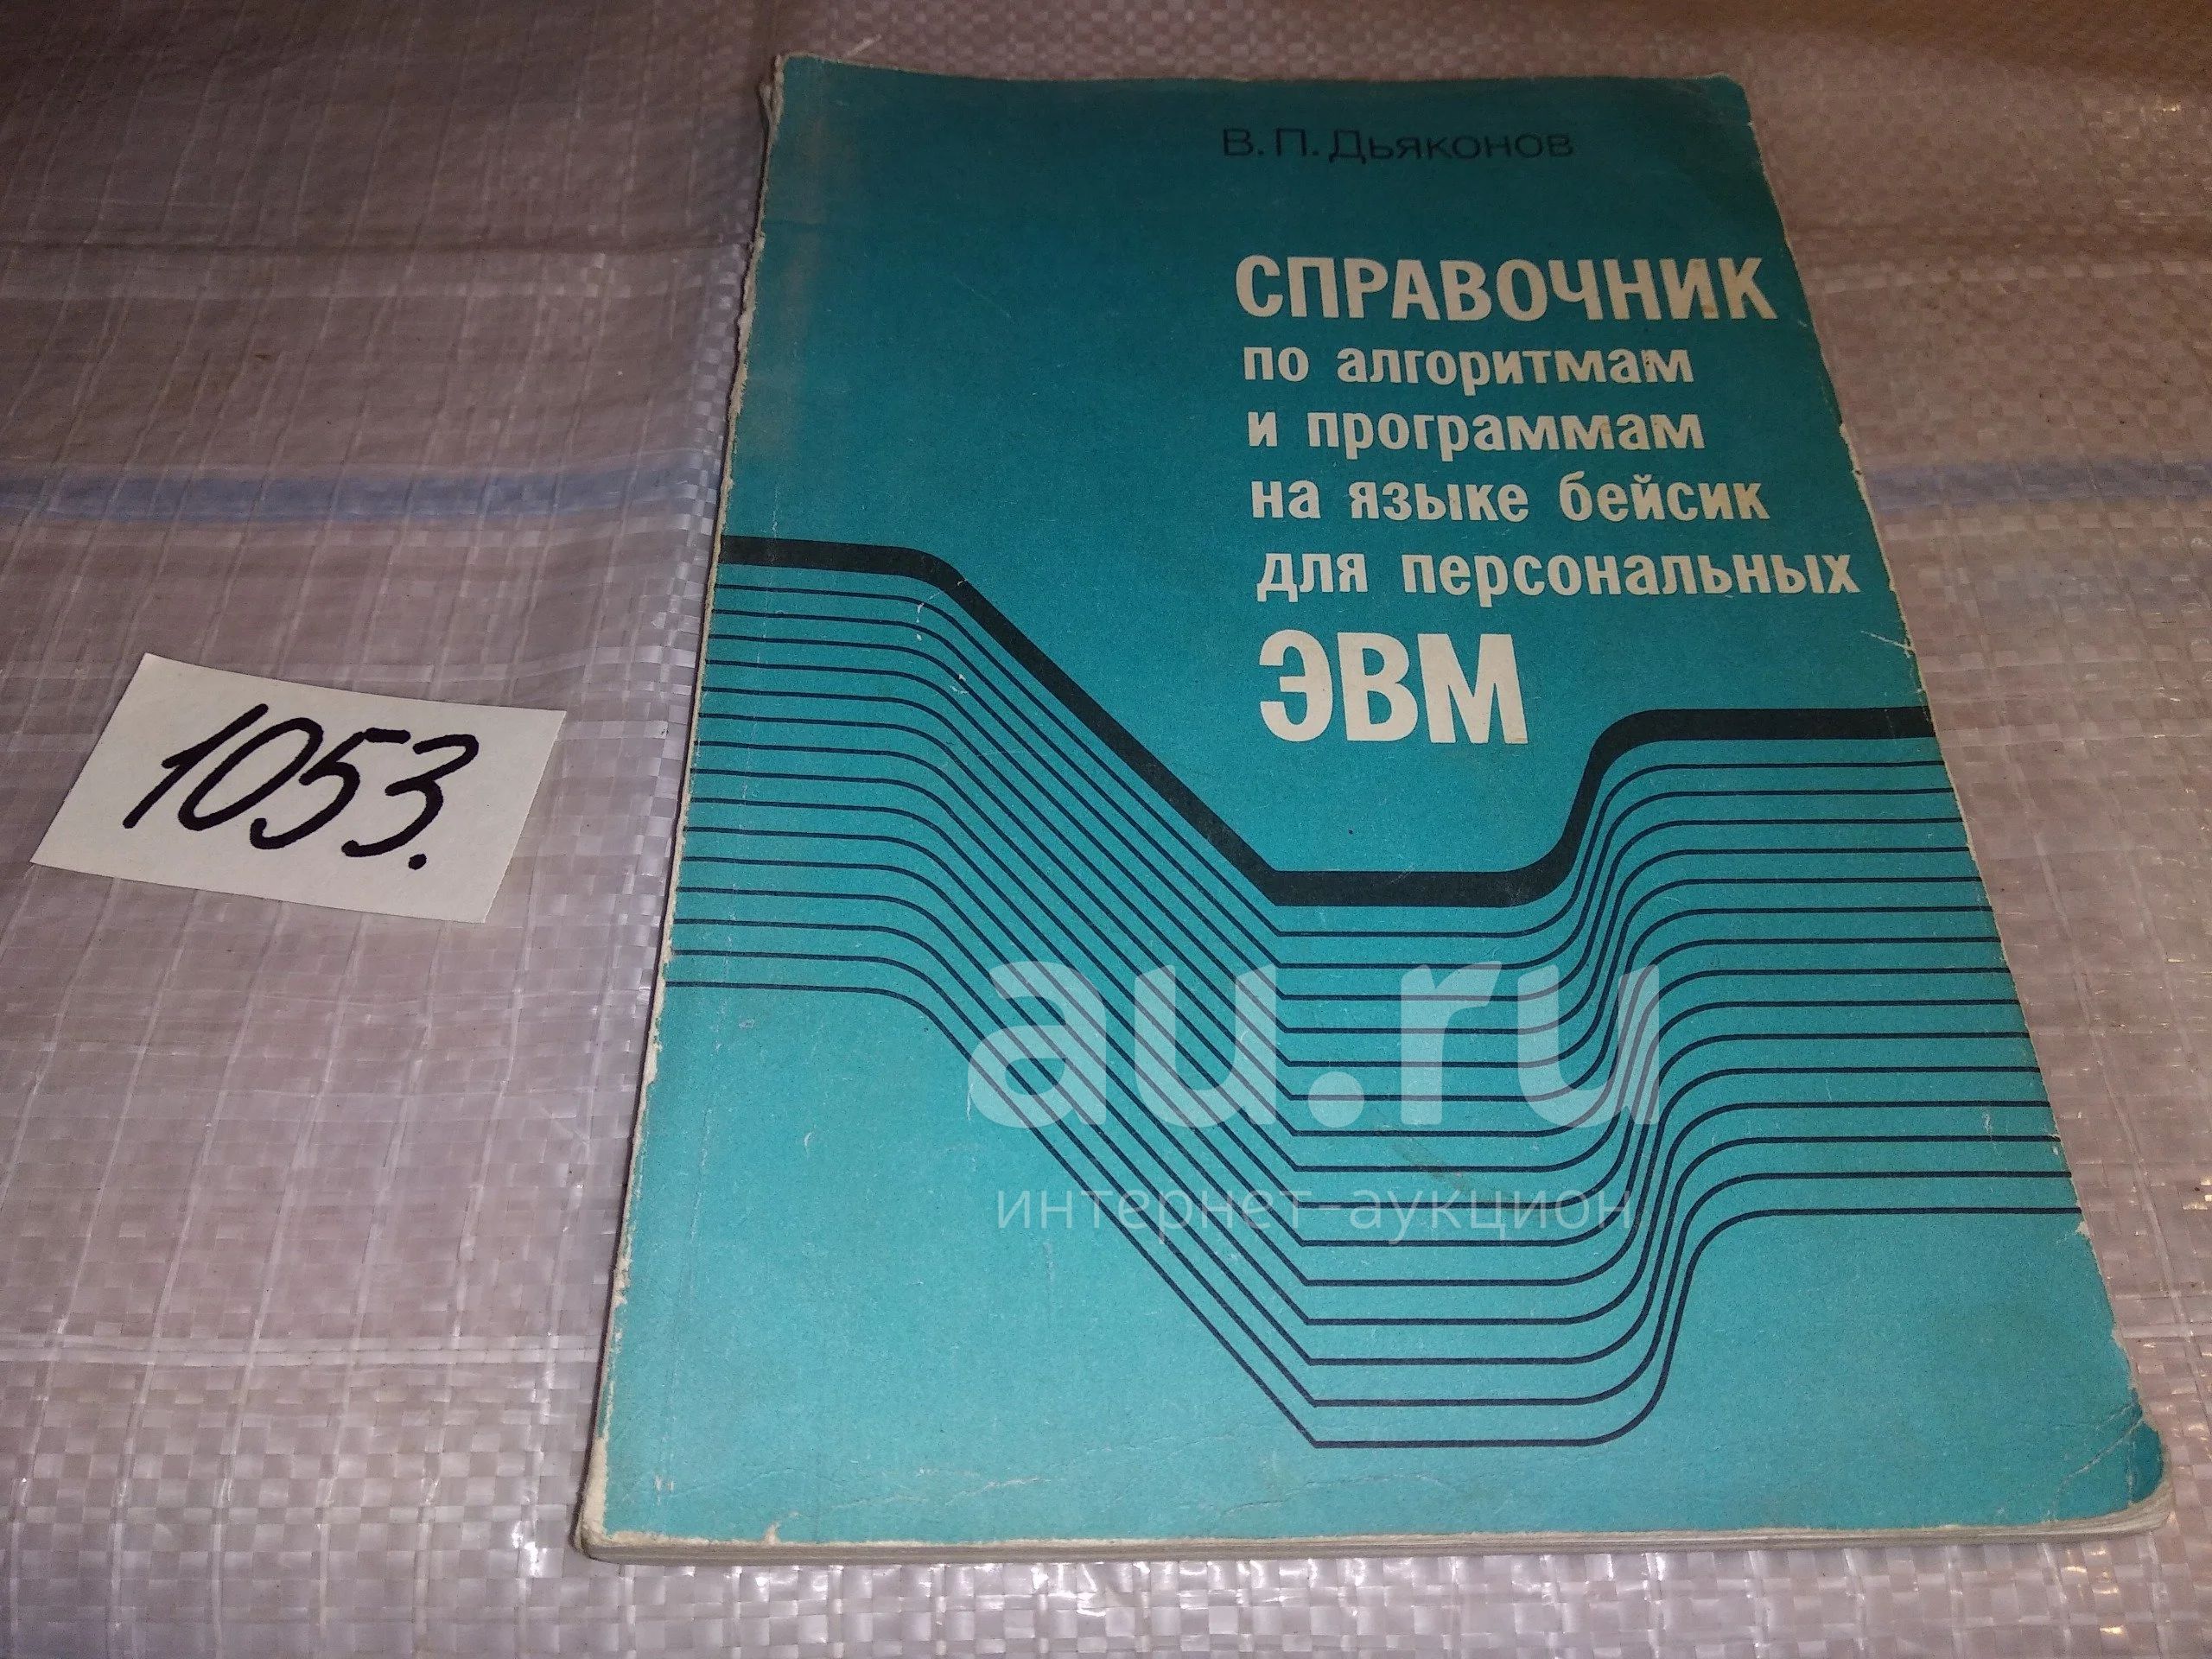 В.П.Дьяконов
СПРАВОЧНИК
по алгоритмам
и программам
на языке бейсик
для персональных
ЭВМ
1053.
au.ru
интернет-аукцион